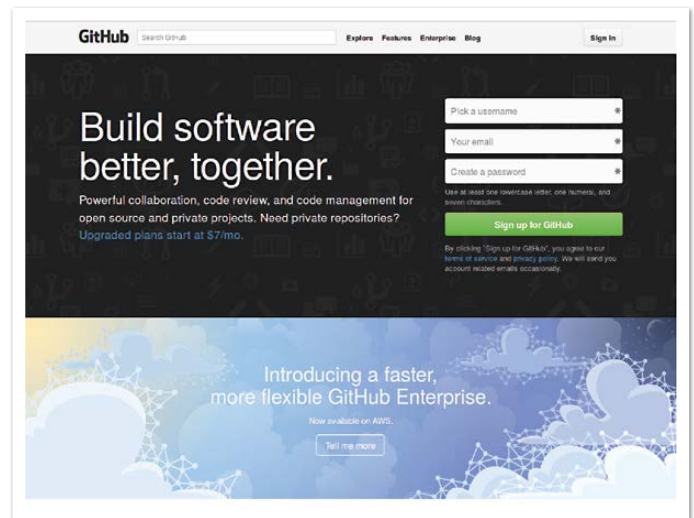 GitHub Search GitHub Explore Features Enterprise Blog Sign in
Build software
better, together.
Powerful collaboration, code review, and code management for
open source and private projects. Need private repositories?
Upgraded plans start at $7/mo.
Pick a username
Your email
Create a password
Use at least one lowercase letter, one numeral, and
seven characters.
Sign up for GitHub
By clicking "Sign up for GitHub", you agree to our
terms of service and privacy policy. We will send you
account related emails occasionally.
Introducing a faster,
more flexible GitHub Enterprise.
Now available on AWS.
Tell me more